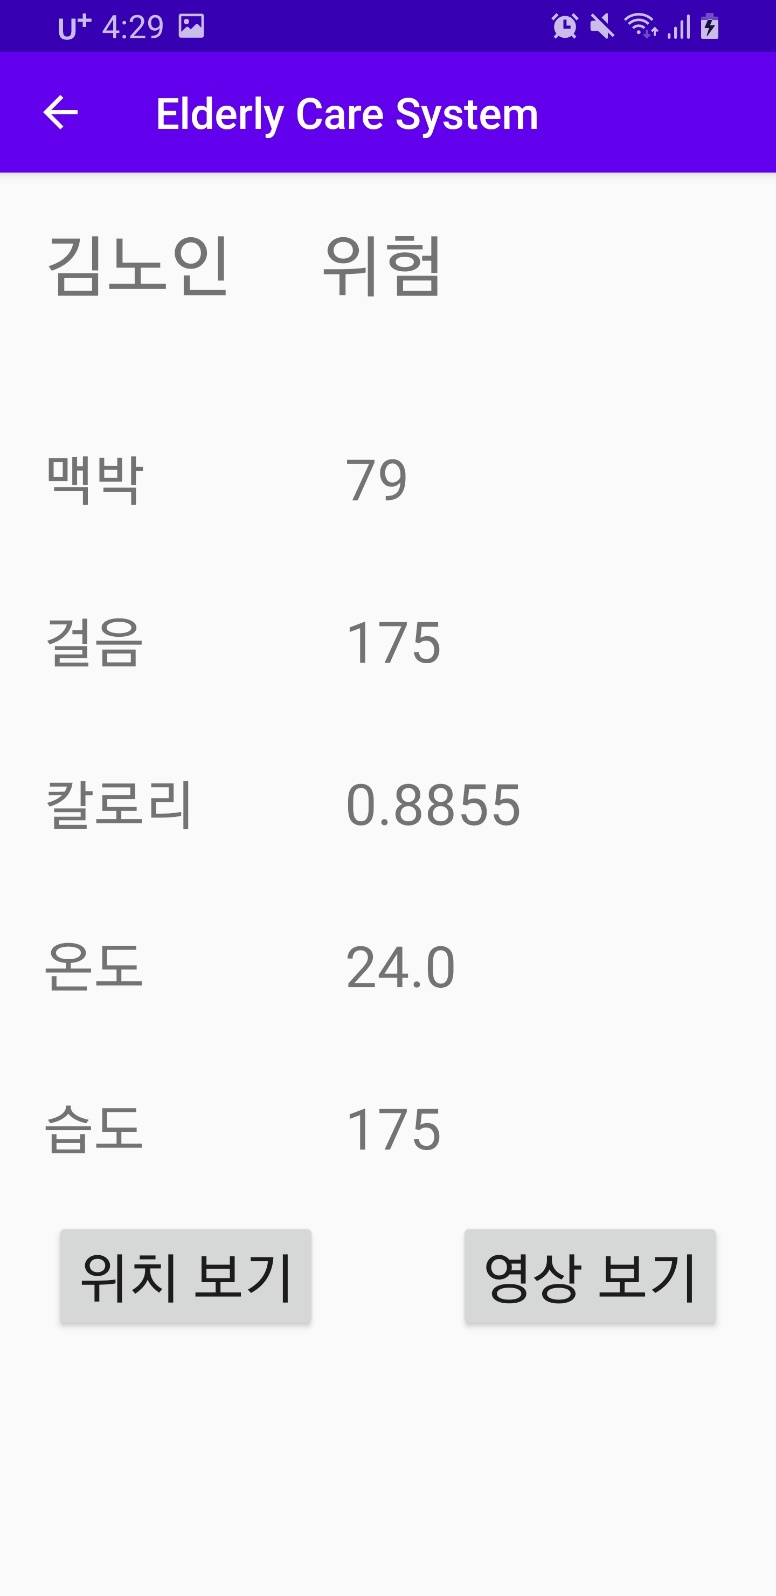 U+ 4:29
Elderly Care System
김노인 위험
맥박 79
걸음 175
칼로리 0.8855
온도 24.0
습도 175
위치 보기 영상 보기